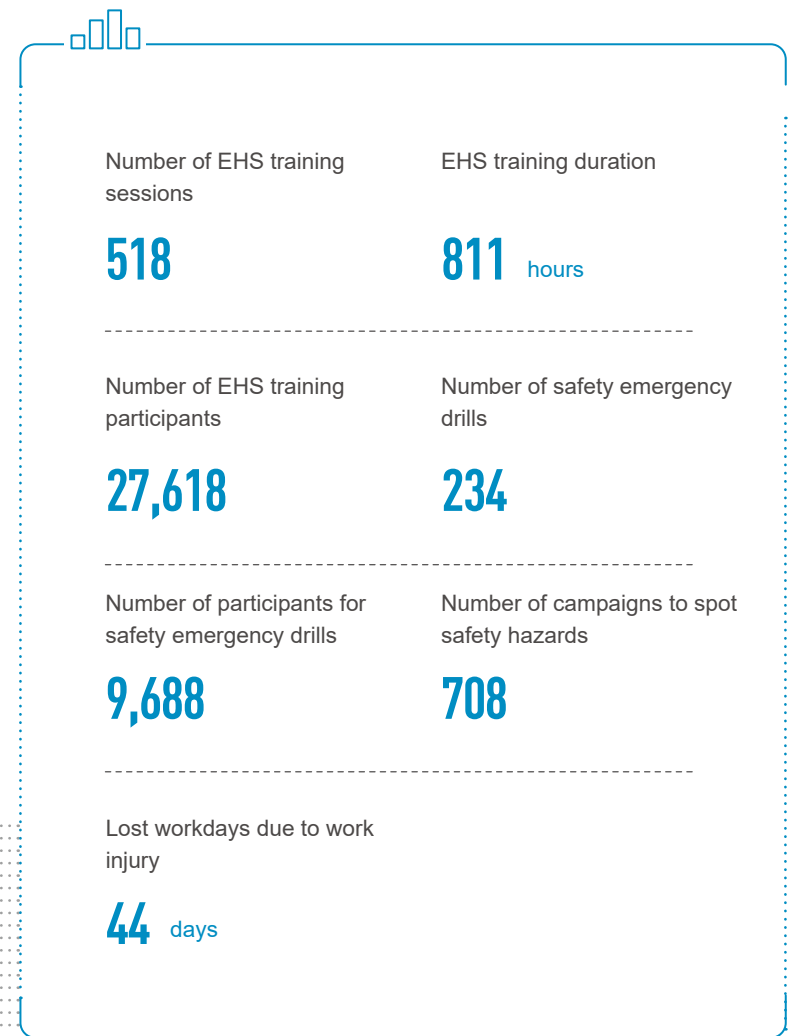 Number of EHS training
sessions
518
EHS training duration
811 hours
Number of EHS training
participants
27,618
Number of safety emergency
drills
234
Number of participants for
safety emergency drills
9,688
Number of campaigns to spot
safety hazards
708
Lost workdays due to work
injury
44 days